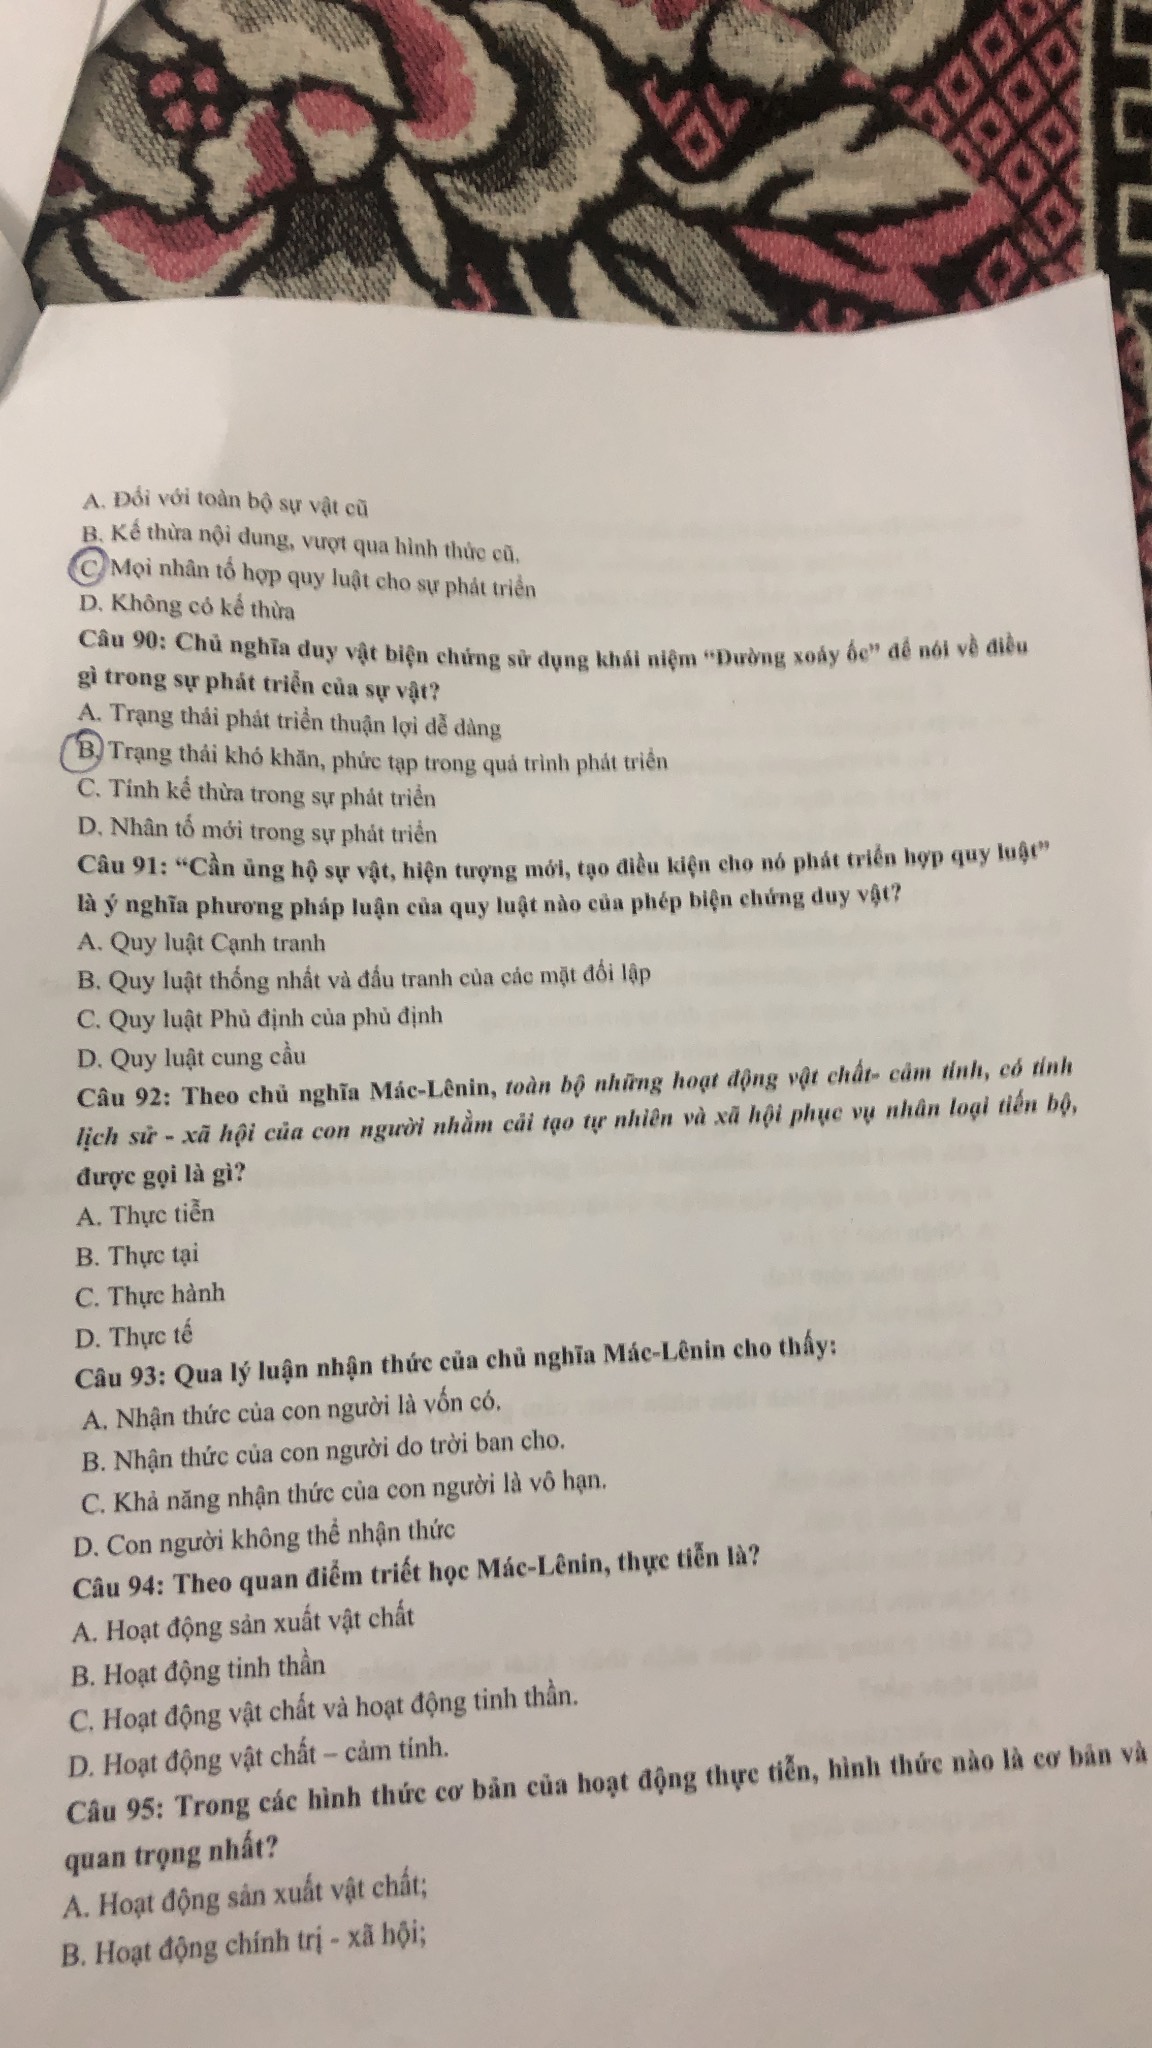 A. Đối với toàn bộ sự vật cũ
B. Kế thừa nội dung, vượt qua hình thức cũ.
C. Mọi nhân tố hợp quy luật cho sự phát triển
D. Không có kế thừa
Câu 90: Chủ nghĩa duy vật biện chứng sử dụng khái niệm “Đường xoáy ốc” để nói về điều
gì trong sự phát triển của sự vật?
A. Trạng thái phát triển thuận lợi dễ dàng
B. Trạng thái khó khăn, phức tạp trong quá trình phát triển
C. Tính kế thừa trong sự phát triển
D. Nhân tố mới trong sự phát triển
Câu 91: “Cần ủng hộ sự vật, hiện tượng mới, tạo điều kiện cho nó phát triển hợp quy luật”
là ý nghĩa phương pháp luận của quy luật nào của phép biện chứng duy vật?
A. Quy luật Cạnh tranh
B. Quy luật thống nhất và đấu tranh của các mặt đối lập
C. Quy luật Phủ định của phủ định
D. Quy luật cung cầu
Câu 92: Theo chủ nghĩa Mác-Lênin, toàn bộ những hoạt động vật chất- cảm tính, có tính
lịch sử - xã hội của con người nhằm cải tạo tự nhiên và xã hội phục vụ nhân loại tiến bộ,
được gọi là gì?
A. Thực tiễn
B. Thực tại
C. Thực hành
D. Thực tế
Câu 93: Qua lý luận nhận thức của chủ nghĩa Mác-Lênin cho thấy:
A. Nhận thức của con người là vốn có.
B. Nhận thức của con người do trời ban cho.
C. Khả năng nhận thức của con người là vô hạn.
D. Con người không thể nhận thức
Câu 94: Theo quan điểm triết học Mác-Lênin, thực tiễn là?
A. Hoạt động sản xuất vật chất
B. Hoạt động tinh thần
C. Hoạt động vật chất và hoạt động tinh thần.
D. Hoạt động vật chất – cảm tính.
Câu 95: Trong các hình thức cơ bản của hoạt động thực tiễn, hình thức nào là cơ bản và
quan trọng nhất?
A. Hoạt động sản xuất vật chất;
B. Hoạt động chính trị - xã hội;